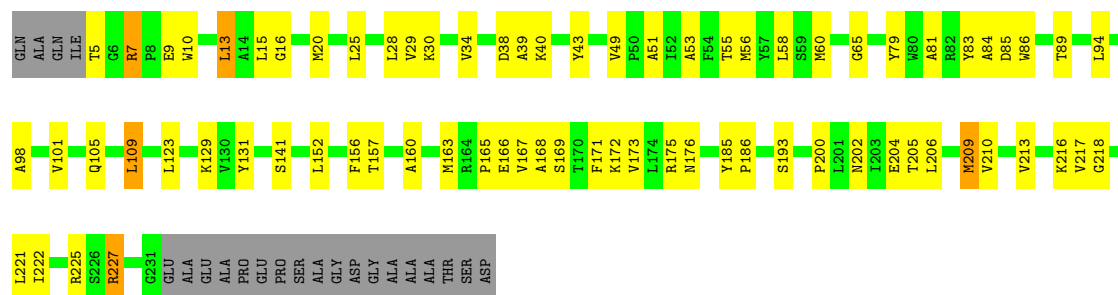 GLN ALA GLN ILE T5 G6 R7 P8 E9 W10 L13 A14 L15 G16 M20 L25 L28 V29 K30 V34 D38 A39 K40 Y43 V49 P50 A51 I52 A53 F54 T55 M56 Y57 L58 S59 M60 G65 Y79 W80 A81 R82 Y83 A84 D85 W86 T89 L94
A98 V101 Q105 L109 L123 K129 V130 Y131 S141 L152 F156 T157 A160 M163 R164 P165 E166 V167 A168 S169 T170 F171 K172 V173 L174 R175 N176 Y185 P186 S193 P200 L201 N202 I203 E204 T205 L206 M209 V210 V213 K216 V217 G218
L221 I222 R225 S226 R227 G231 GLU ALA GLU ALA PRO GLU PRO SER ALA GLY ASP GLY ALA ALA ALA THR SER ASP